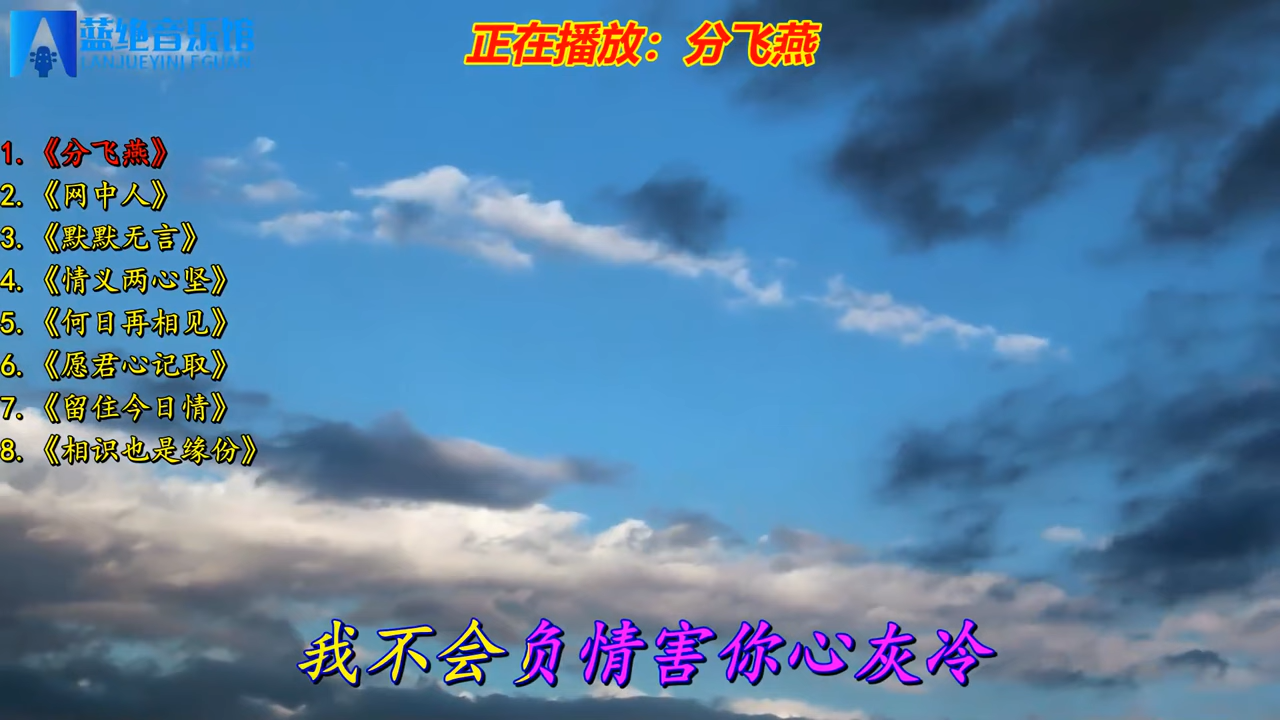 蓝绝音乐馆
LANJUEYINLEGUAN
正在播放：分飞燕
1.《分飞燕》
2.《网中人》
3.《默默无言》
4.《情义两心坚》
5.《何日再相见》
6.《愿君心记取》
7.《留住今日情》
8.《相识也是缘份》
我不会负情害你心灰冷